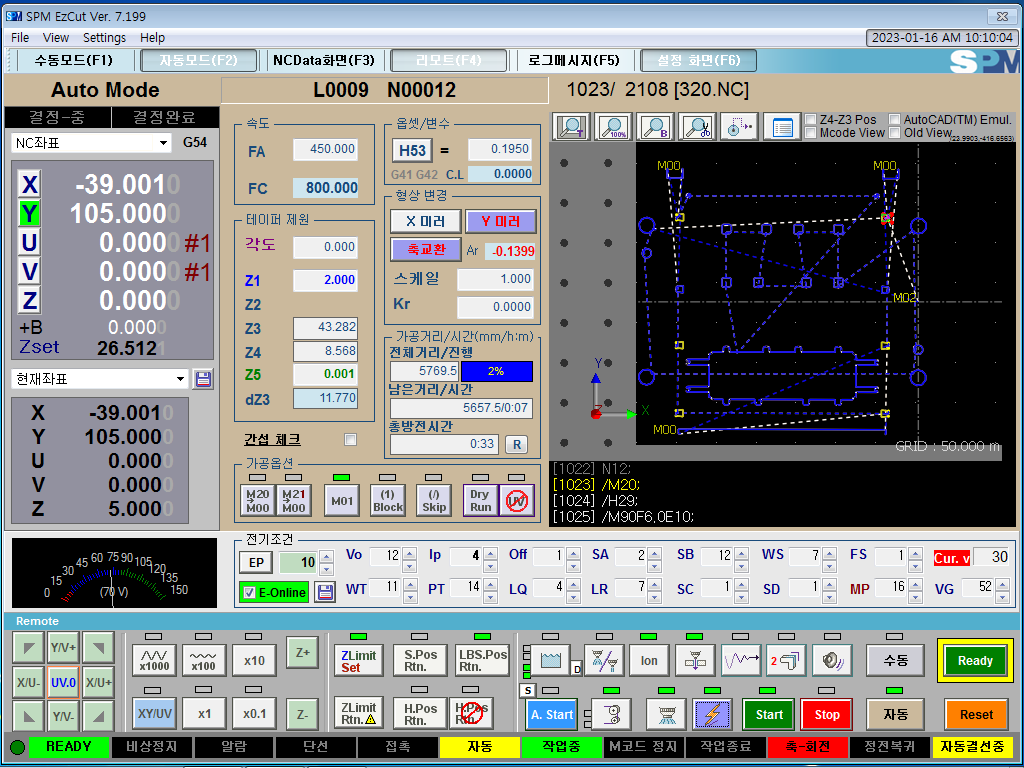 SPM SPM EzCut Ver. 7.199
File View Settings Help
2023-01-16 AM 10:10:04
수동모드(F1) 자동모드(F2) NCData화면(F3) 리모트(F4) 로그메시지(F5) 설정 화면(F6) SPM
Auto Mode L0009 N00012 1023/ 2108 [320.NC]
결정-중 결정완료
NC좌표 G54
X -39.0010
Y 105.0000
U 0.0000 #1
V 0.0000 #1
Z 0.0000
+B 0.0000
Zset 26.5121
현재좌표
X -39.0010
Y 105.0000
U 0.0000
V 0.0000
Z 5.0000
속도
FA 450.000
FC 800.000
테이퍼 제원
각도 0.000
Z1 2.000
Z2
Z3 43.282
Z4 8.568
Z5 0.001
dZ3 11.770
간섭 체크
옵셋/변수
H53 = 0.1950
G41 G42 C.L 0.0000
형상 변경
X 미러 Y 미러
축교환 Ar -0.1399
스케일 1.000
Kr 0.0000
가공거리/시간(mm/h:m)
전체거리/진행
5769.5 2%
남은거리/시간
5657.5/0:07
총방전시간
0:33 R
가공옵션
M20 M00 M21 M00 M01 (1) Block (/) Skip Dry Run UV
T 100% B
Z4-Z3 Pos AutoCAD(TM) Emul.
Mcode View Old View
(23.9903,-416.6563)
M00 M00
M02
Y
X
M00
GRID : 50.000 m
[1022] N12;
[1023] /M20;
[1024] /H29;
[1025] /M90F6.0E10;
0 15 30 45 60 75 90 105 120 135 150
(70 V)
전기조건
EP 10
E-Online
Vo 12 Ip 4 Off 1 SA 2 SB 12 WS 7 FS 1 Cur. v 30
WT 11 PT 14 LQ 4 LR 7 SC 1 SD 1 MP 16 VG 52
Remote
Y/V+
X/U- UV.0 X/U+
Y/V-
x1000 x100 x10 Z+
XY/UV x1 x0.1 Z-
ZLimit Set S.Pos Rtn. LBS.Pos Rtn.
ZLimit Rtn. H.Pos Rtn. H.Pos Rtn.
D Ion 2 수동 Ready
S A. Start Start Stop 자동 Reset
READY 비상정지 알람 단선 접촉 자동 작업중 M코드 정지 작업종료 축-회전 정전복귀 자동결선중